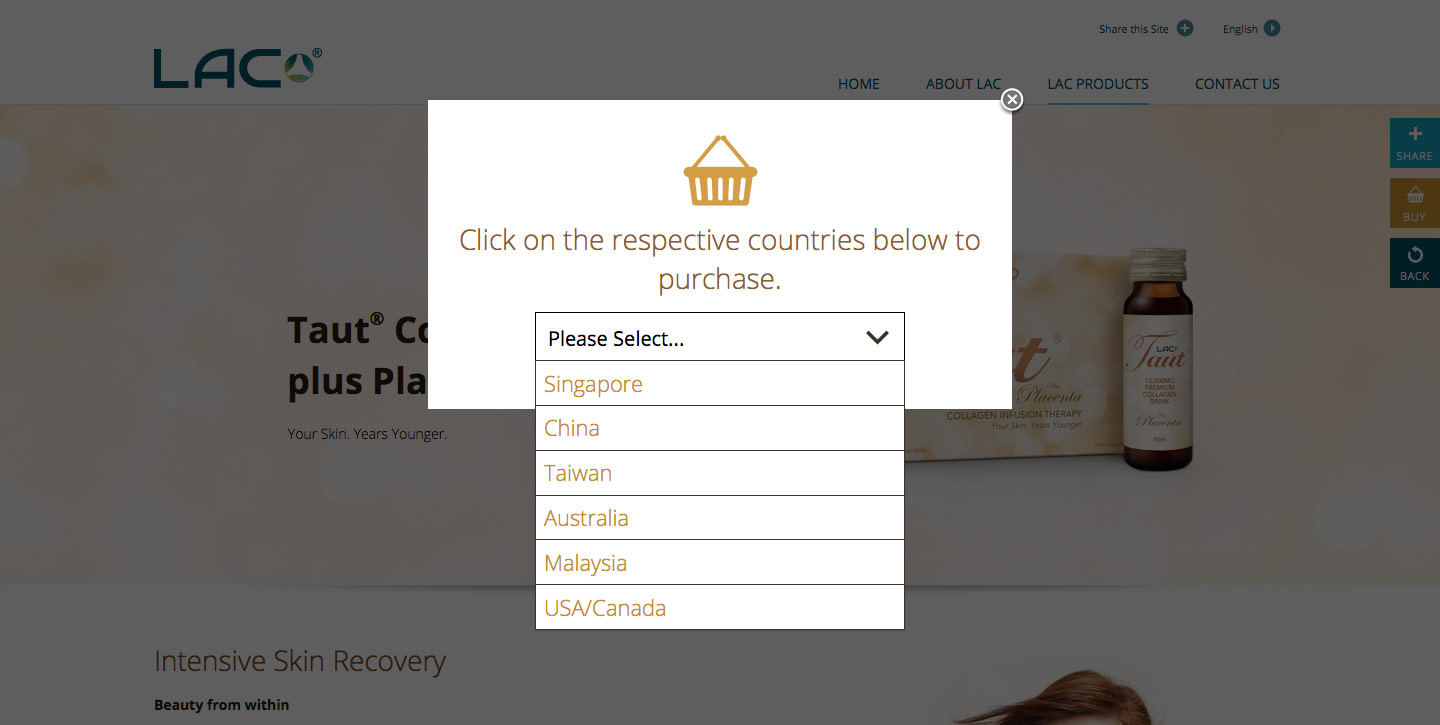 Share this Site
English
LAC®
HOME
ABOUT LAC
LAC PRODUCTS
CONTACT US
SHARE
BUY
BACK
Click on the respective countries below to
purchase.
Please Select...
Singapore
China
Taiwan
Australia
Malaysia
USA/Canada
Taut®
plus
Your Skin. Years Younger.
®
Plus
Placenta
COLLAGEN INFUSION THERAPY
Your Skin. Years Younger
LAC
Taut
13,000MG
PREMIUM
COLLAGEN
DRINK
Plus
Placenta
50ml
Intensive Skin Recovery
Beauty from within